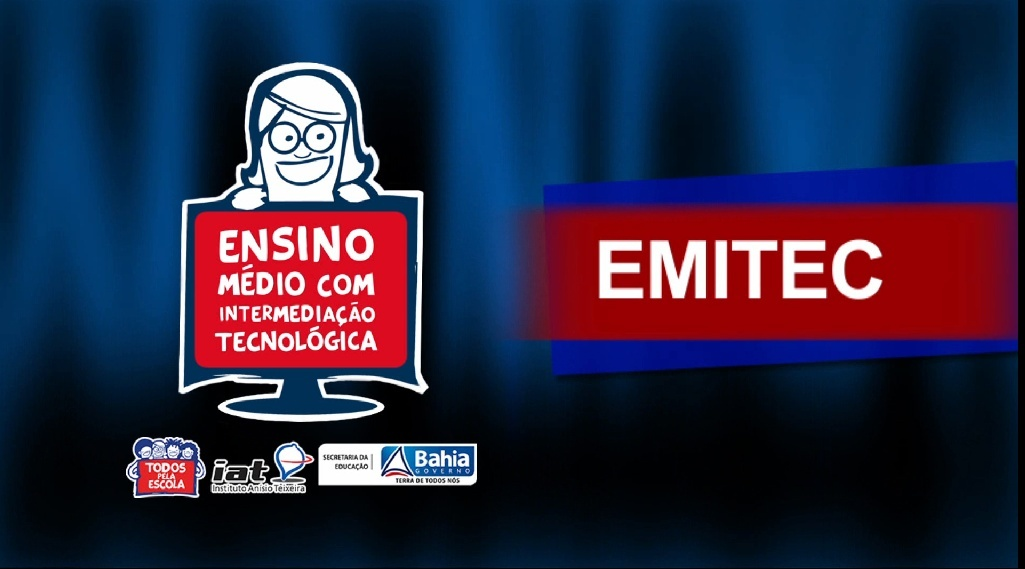 ENSINO
MÉDIO COM
INTERMEDIAÇÃO
TECNOLÓGICA
EMITEC
TODOS
PELA
ESCOLA
iat
Instituto Anísio Teixeira
SECRETARIA DA
EDUCAÇÃO
Bahia
GOVERNO
TERRA DE TODOS NÓS